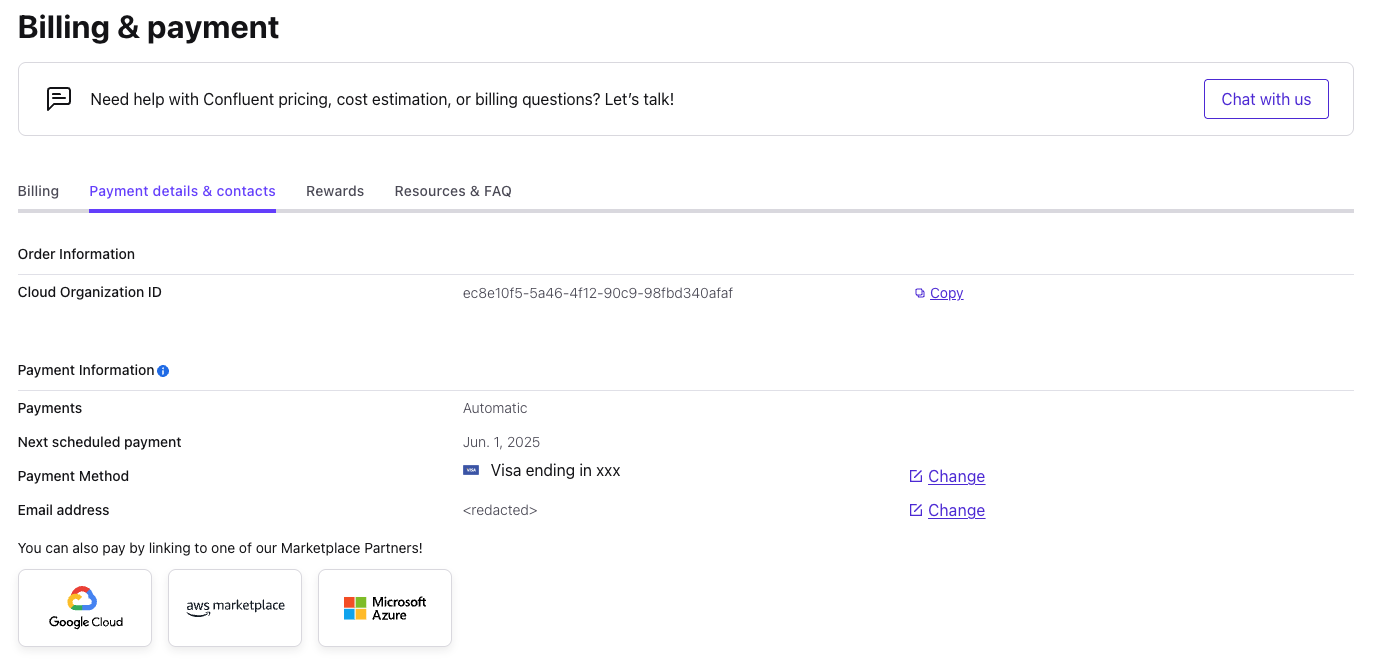 Billing & payment
Need help with Confluent pricing, cost estimation, or billing questions? Let's talk!
Chat with us
Billing Payment details & contacts Rewards Resources & FAQ
Order Information
Cloud Organization ID ec8e10f5-5a46-4f12-90c9-98fbd340afaf Copy
Payment Information
Payments Automatic
Next scheduled payment Jun. 1, 2025
Payment Method VISA Visa ending in xxx Change
Email address <redacted> Change
You can also pay by linking to one of our Marketplace Partners!
Google Cloud
aws marketplace
Microsoft
Azure